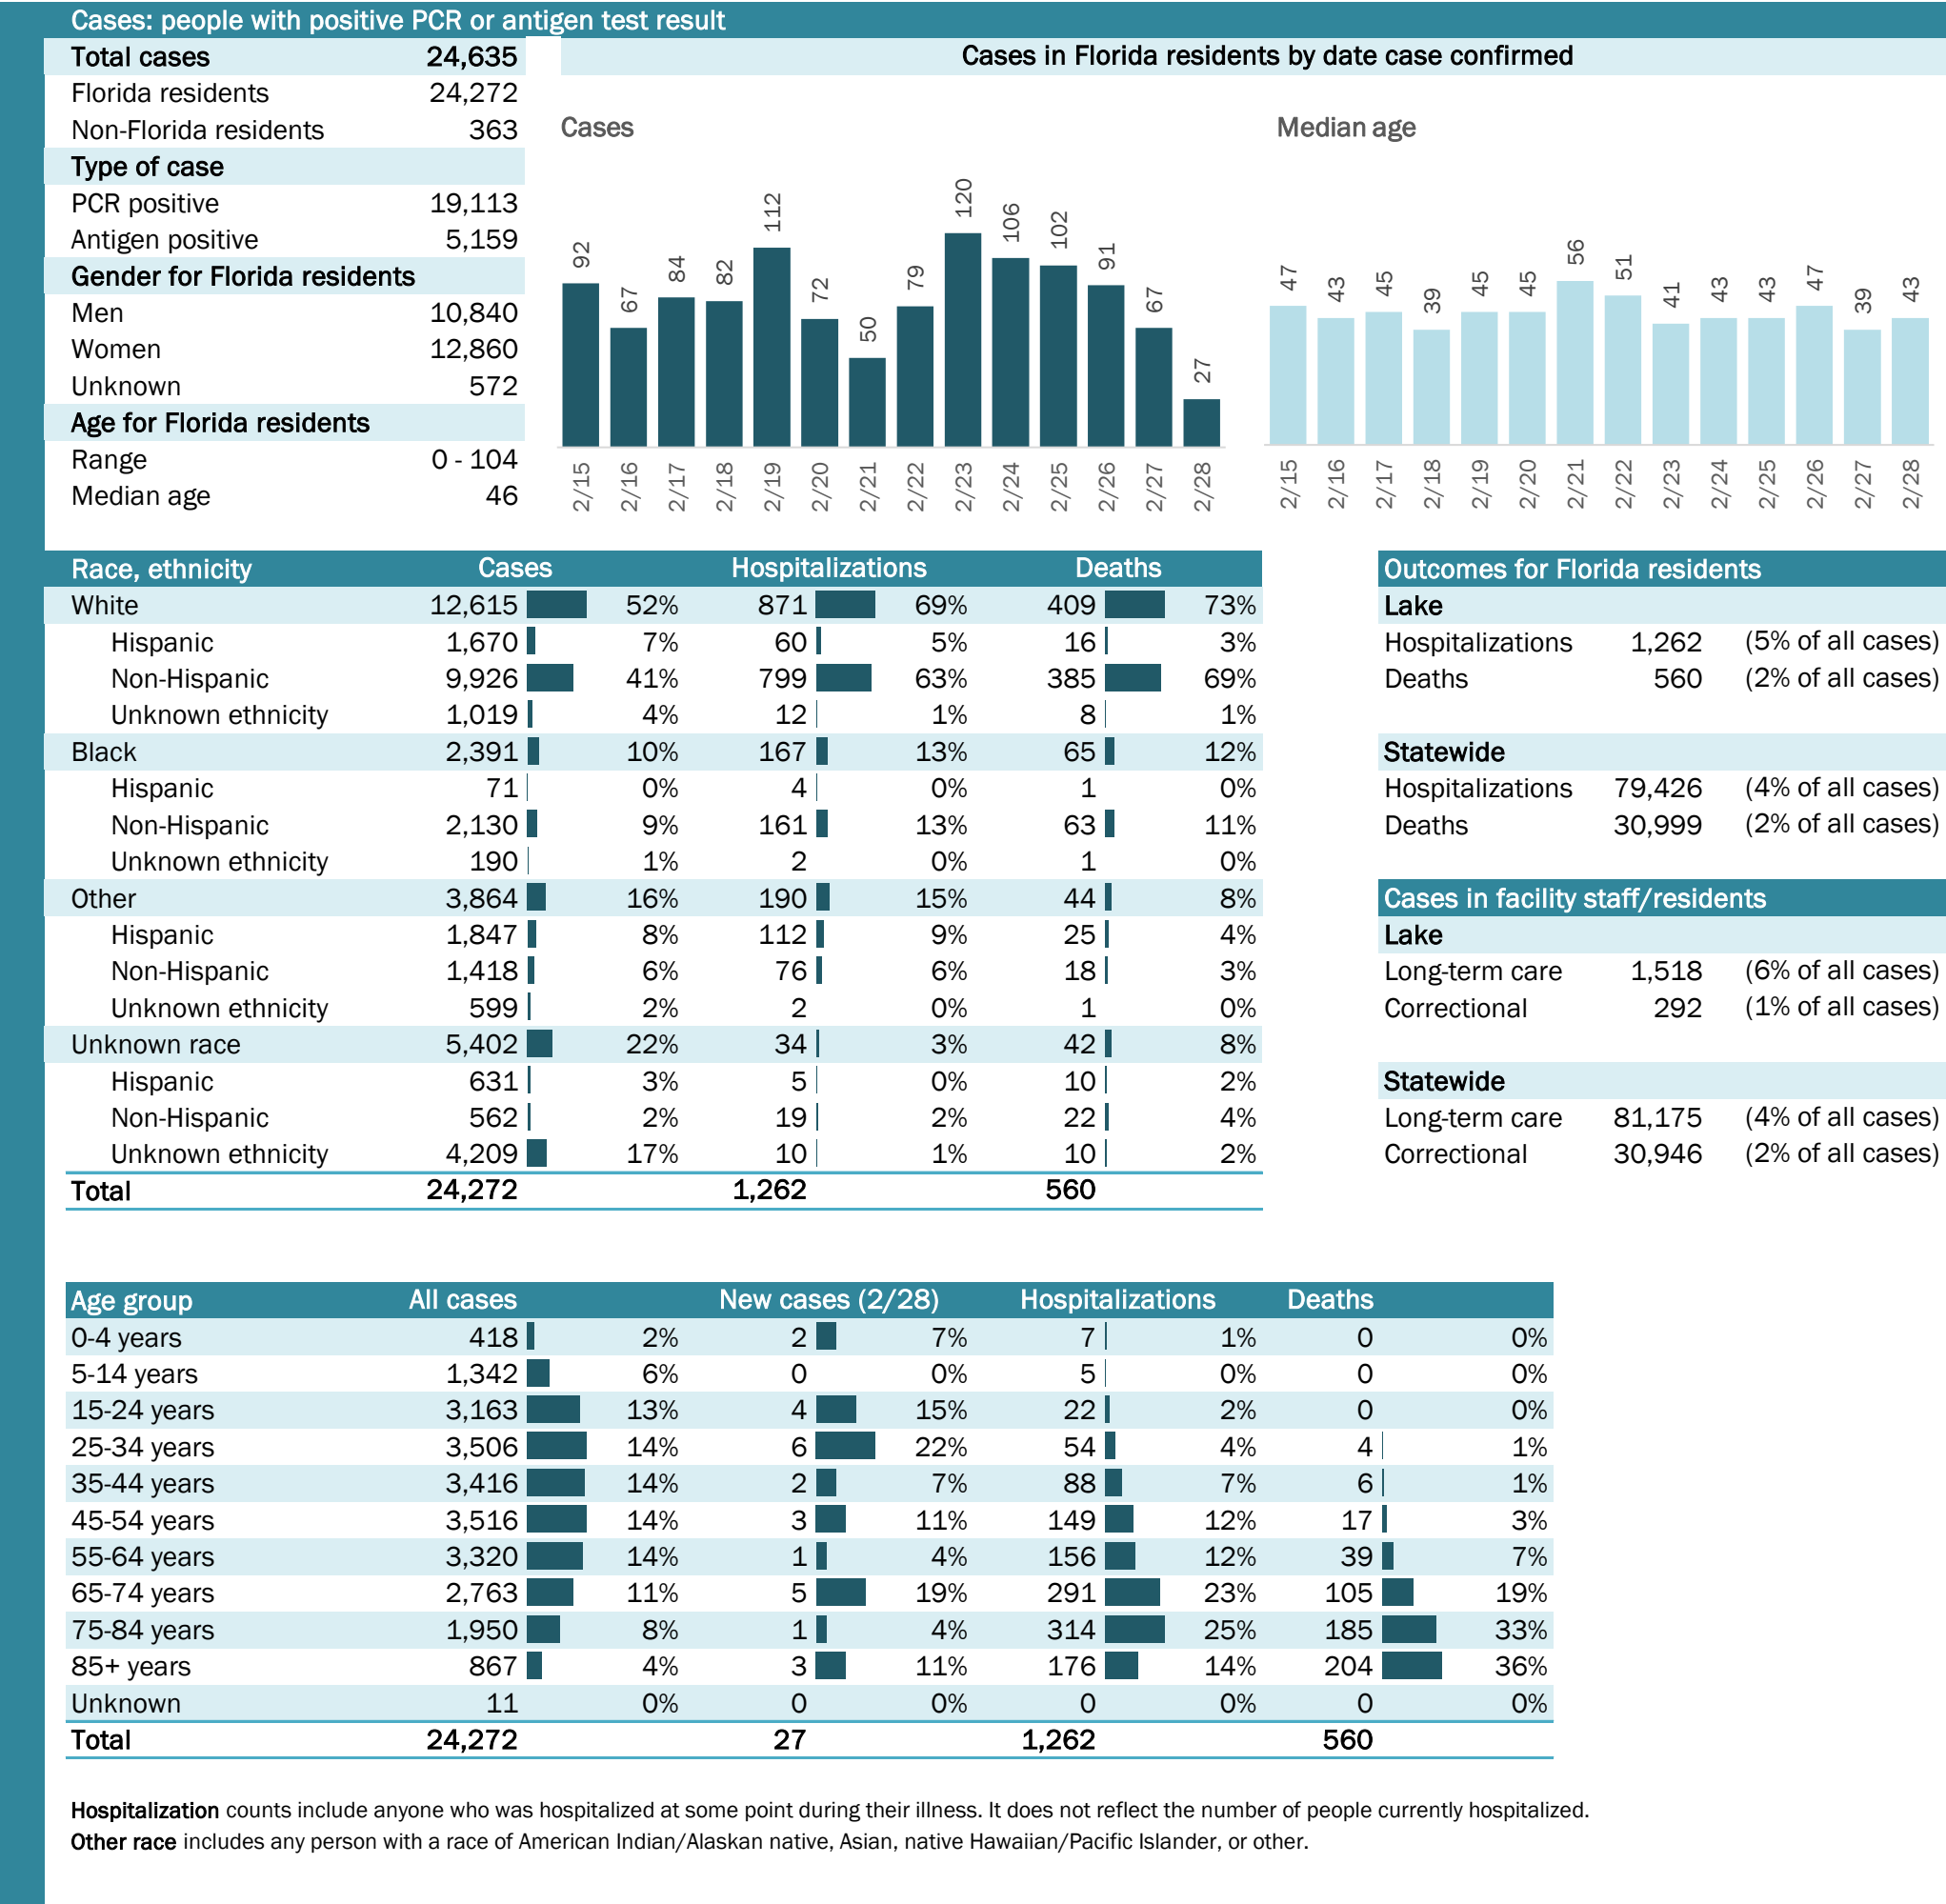 Cases: people with positive PCR or antigen test result
Total cases 24,635
Florida residents 24,272
Non-Florida residents 363
Type of case
PCR positive 19,113
Antigen positive 5,159
Gender for Florida residents
Men 10,840
Women 12,860
Unknown 572
Age for Florida residents
Range 0 - 104
Median age 46
Cases in Florida residents by date case confirmed
Cases
92 67 84 82 112 72 50 79 120 106 102 91 67 27
2/15 2/16 2/17 2/18 2/19 2/20 2/21 2/22 2/23 2/24 2/25 2/26 2/27 2/28
Median age
47 43 45 39 45 45 56 51 41 43 43 47 39 43
2/15 2/16 2/17 2/18 2/19 2/20 2/21 2/22 2/23 2/24 2/25 2/26 2/27 2/28
Race, ethnicity Cases Hospitalizations Deaths
White 12,615 52% 871 69% 409 73%
Hispanic 1,670 7% 60 5% 16 3%
Non-Hispanic 9,926 41% 799 63% 385 69%
Unknown ethnicity 1,019 4% 12 1% 8 1%
Black 2,391 10% 167 13% 65 12%
Hispanic 71 0% 4 0% 1 0%
Non-Hispanic 2,130 9% 161 13% 63 11%
Unknown ethnicity 190 1% 2 0% 1 0%
Other 3,864 16% 190 15% 44 8%
Hispanic 1,847 8% 112 9% 25 4%
Non-Hispanic 1,418 6% 76 6% 18 3%
Unknown ethnicity 599 2% 2 0% 1 0%
Unknown race 5,402 22% 34 3% 42 8%
Hispanic 631 3% 5 0% 10 2%
Non-Hispanic 562 2% 19 2% 22 4%
Unknown ethnicity 4,209 17% 10 1% 10 2%
Total 24,272 1,262 560
Outcomes for Florida residents
Lake
Hospitalizations 1,262 (5% of all cases)
Deaths 560 (2% of all cases)
Statewide
Hospitalizations 79,426 (4% of all cases)
Deaths 30,999 (2% of all cases)
Cases in facility staff/residents
Lake
Long-term care 1,518 (6% of all cases)
Correctional 292 (1% of all cases)
Statewide
Long-term care 81,175 (4% of all cases)
Correctional 30,946 (2% of all cases)
Age group All cases New cases (2/28) Hospitalizations Deaths
0-4 years 418 2% 2 7% 7 1% 0 0%
5-14 years 1,342 6% 0 0% 5 0% 0 0%
15-24 years 3,163 13% 4 15% 22 2% 0 0%
25-34 years 3,506 14% 6 22% 54 4% 4 1%
35-44 years 3,416 14% 2 7% 88 7% 6 1%
45-54 years 3,516 14% 3 11% 149 12% 17 3%
55-64 years 3,320 14% 1 4% 156 12% 39 7%
65-74 years 2,763 11% 5 19% 291 23% 105 19%
75-84 years 1,950 8% 1 4% 314 25% 185 33%
85+ years 867 4% 3 11% 176 14% 204 36%
Unknown 11 0% 0 0% 0 0% 0 0%
Total 24,272 27 1,262 560
Hospitalization counts include anyone who was hospitalized at some point during their illness. It does not reflect the number of people currently hospitalized.
Other race includes any person with a race of American Indian/Alaskan native, Asian, native Hawaiian/Pacific Islander, or other.